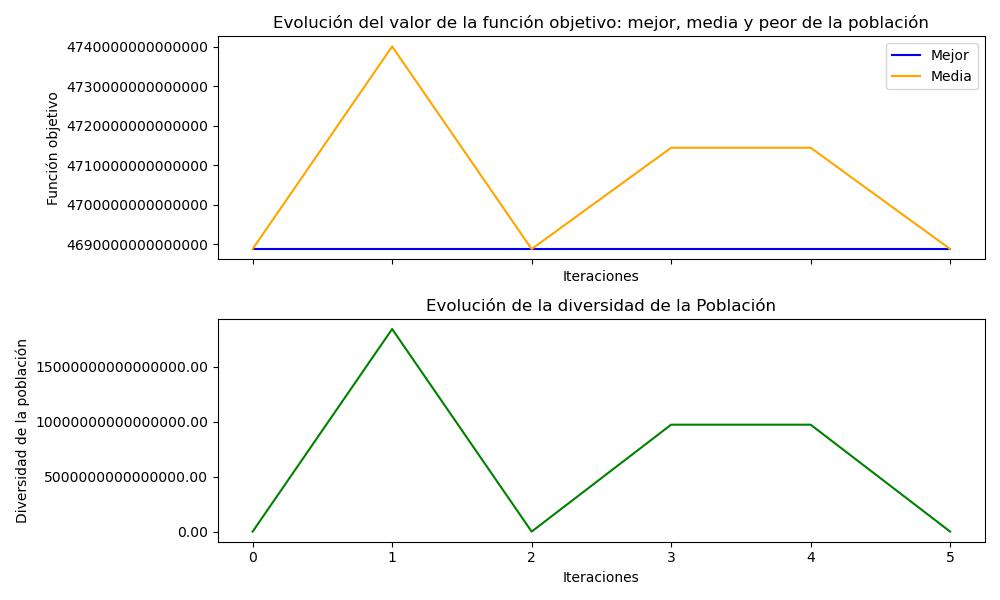 Evolución del valor de la función objetivo: mejor, media y peor de la población
Función objetivo
4740000000000000
4730000000000000
4720000000000000
4710000000000000
4700000000000000
4690000000000000
Mejor
Media
Iteraciones
Evolución de la diversidad de la Población
Diversidad de la población
15000000000000000.00
10000000000000000.00
5000000000000000.00
0.00
0 1 2 3 4 5
Iteraciones